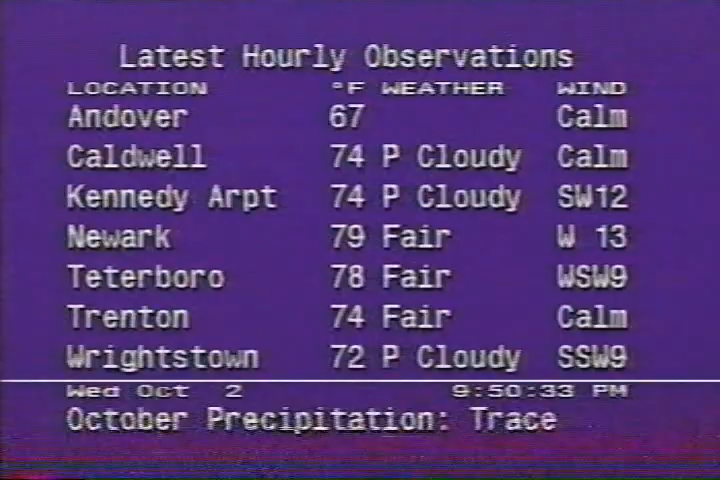 Latest Hourly Observations
LOCATION °F WEATHER WIND
Andover 67 Calm
Caldwell 74 P Cloudy Calm
Kennedy Arpt 74 P Cloudy SW12
Newark 79 Fair W 13
Teterboro 78 Fair WSW9
Trenton 74 Fair Calm
Wrightstown 72 P Cloudy SSW9
Wed Oct 2 9:50:33 PM
October Precipitation: Trace